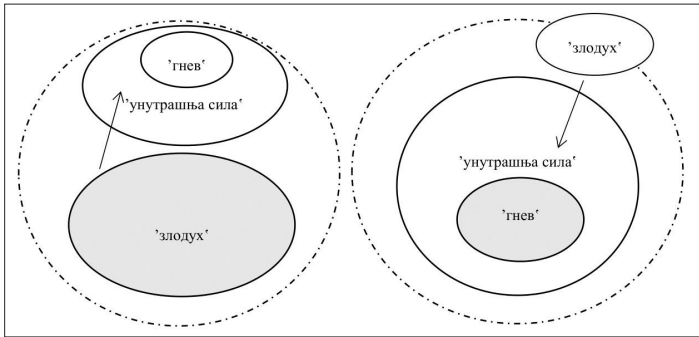 ’гнев‘
’унутрашња сила‘
’злодух‘
’злодух‘
’унутрашња сила‘
’гнев‘